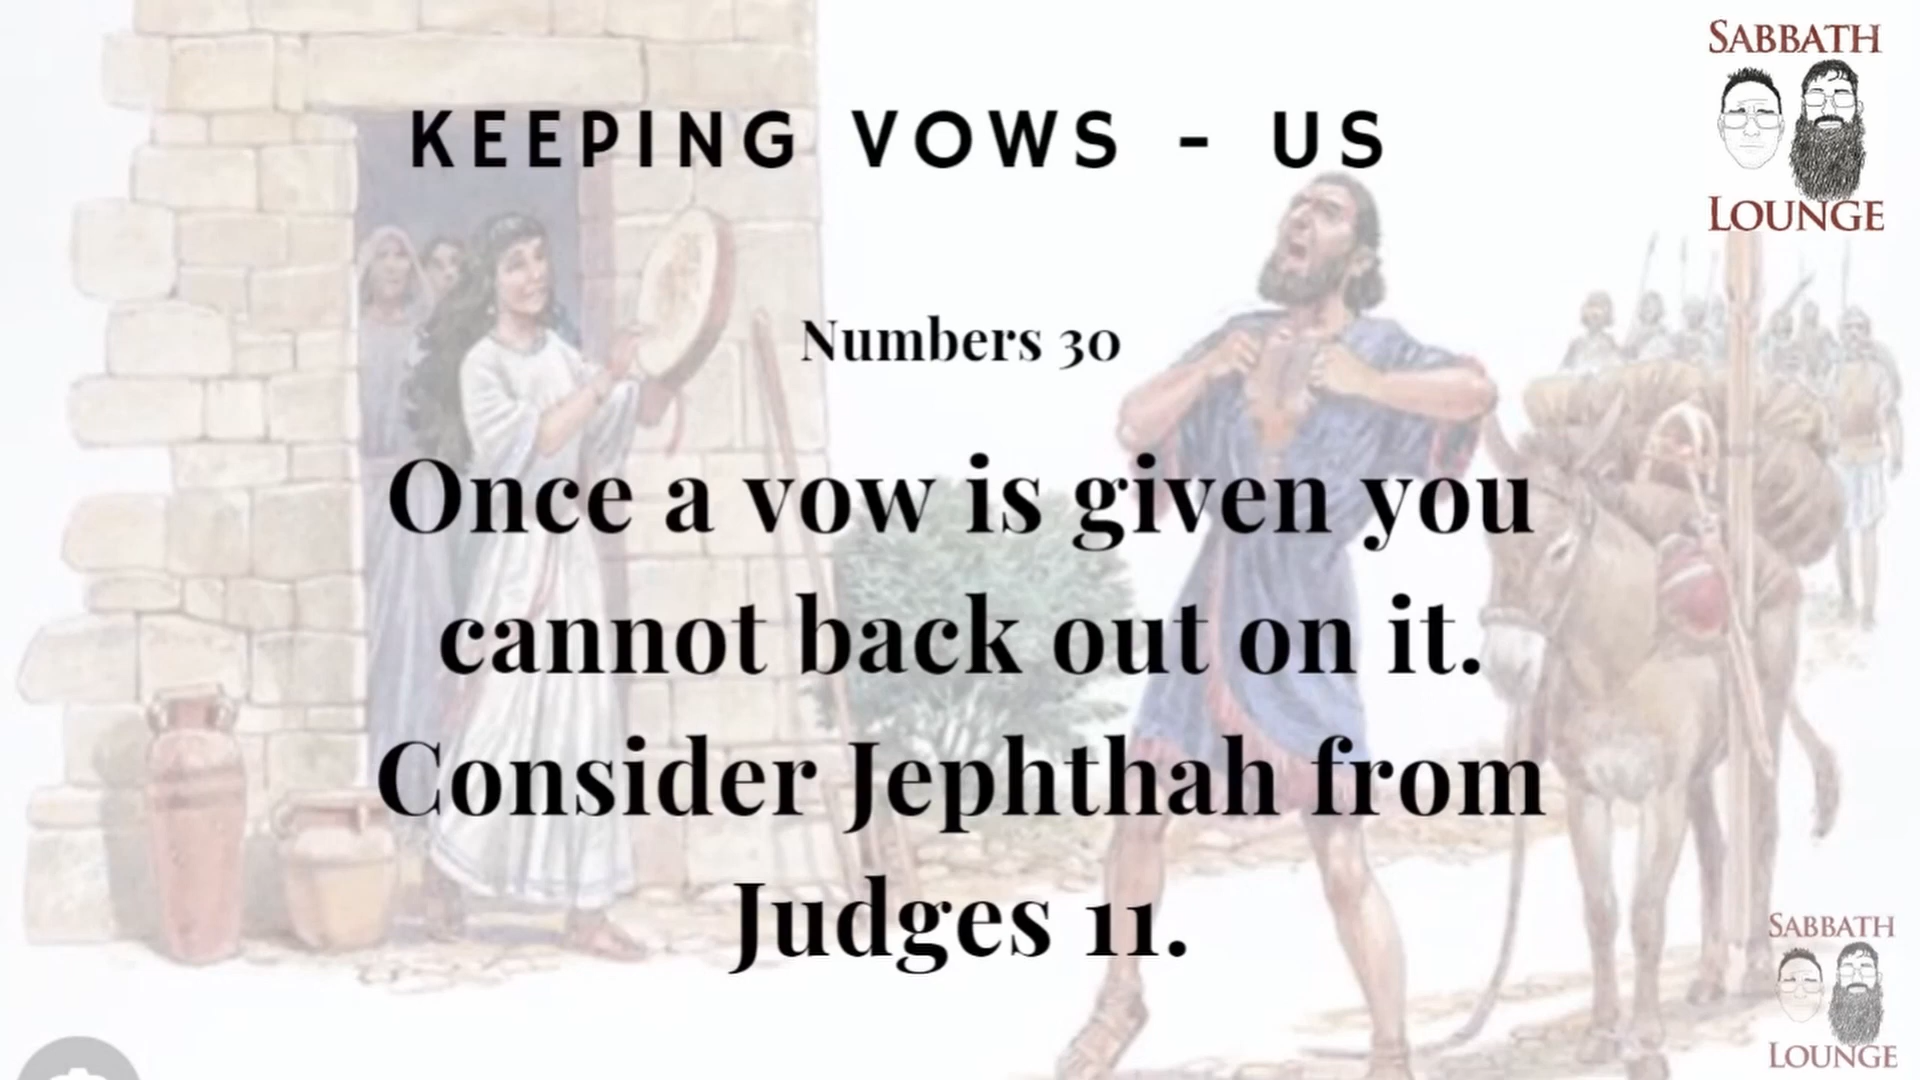 SABBATH
LOUNGE
KEEPING VOWS - US
Numbers 30
Once a vow is given you
cannot back out on it.
Consider Jephthah from
Judges 11.
SABBATH
LOUNGE